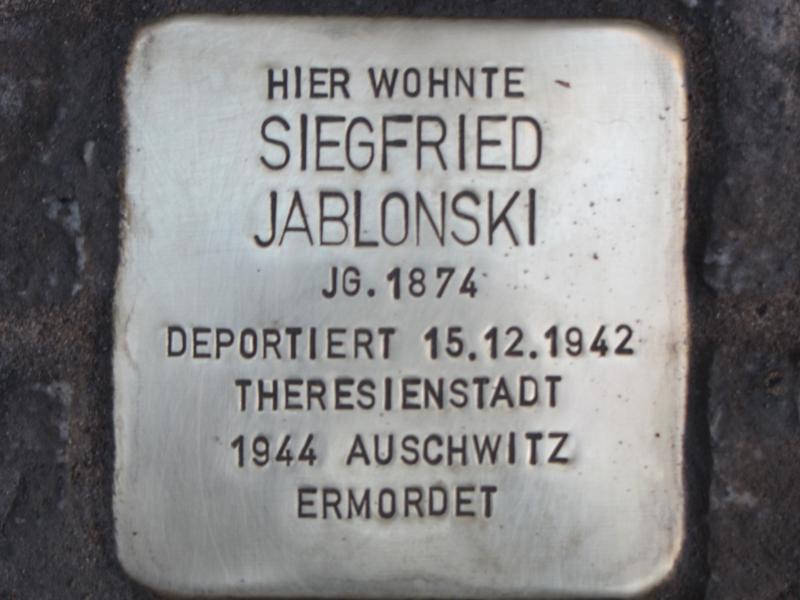 HIER WOHNTE
SIEGFRIED
JABLONSKI
JG. 1874
DEPORTIERT 15.12.1942
THERESIENSTADT
1944 AUSCHWITZ
ERMORDET